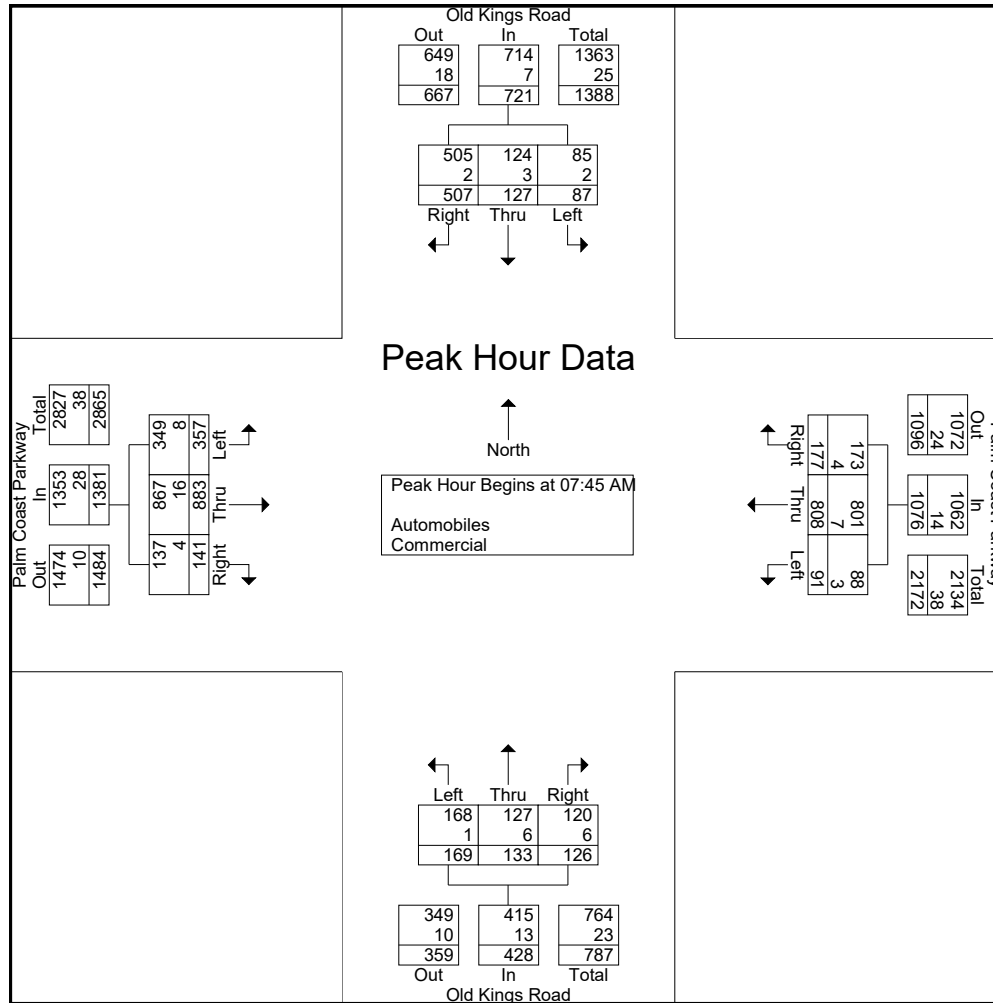 Old Kings Road
Out In Total
649 714 1363
18 7 25
667 721 1388
505 124 85
2 3 2
507 127 87
Right Thru Left
Peak Hour Data
North
Peak Hour Begins at 07:45 AM
Automobiles
Commercial
Palm Coast Parkway
Out In Total
1474 1353 2827
10 28 38
1484 1381 2865
Left Thru Right
349 867 137
8 16 4
357 883 141
Out In Total
1072 1062 2134
24 14 38
1096 1076 2172
173 801 88
4 7 3
177 808 91
Right Thru Left
Left Thru Right
168 127 120
1 6 6
169 133 126
349 415 764
10 13 23
359 428 787
Out In Total
Old Kings Road